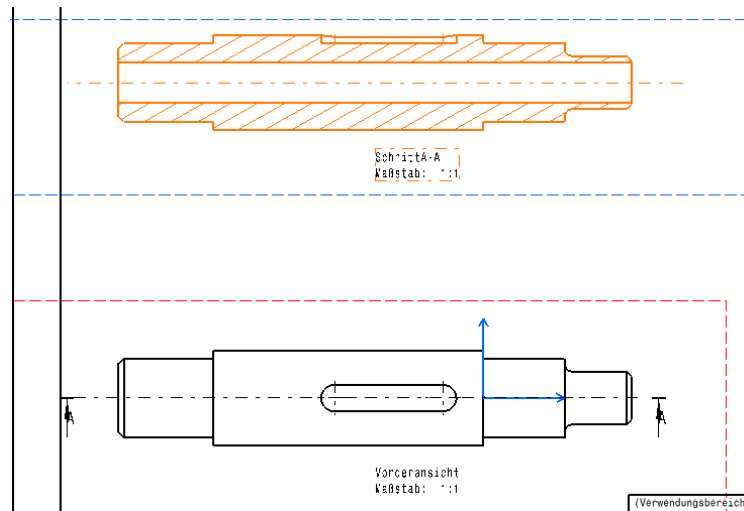 SchnittA-A
Maßstab: 1:1
A
A
Vorderansicht
Maßstab: 1:1
(Verwendungsbereich